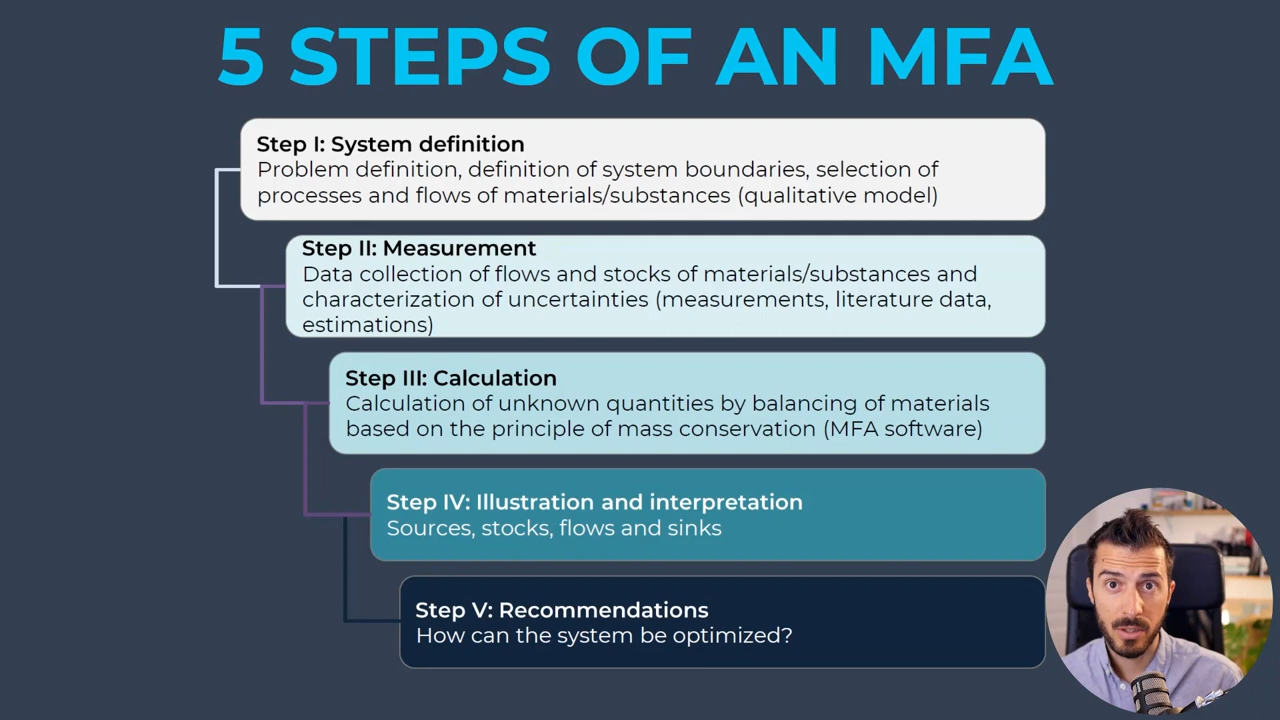 5 STEPS OF AN MFA
Step I: System definition
Problem definition, definition of system boundaries, selection of
processes and flows of materials/substances (qualitative model)
Step II: Measurement
Data collection of flows and stocks of materials/substances and
characterization of uncertainties (measurements, literature data,
estimations)
Step III: Calculation
Calculation of unknown quantities by balancing of materials
based on the principle of mass conservation (MFA software)
Step IV: Illustration and interpretation
Sources, stocks, flows and sinks
Step V: Recommendations
How can the system be optimized?